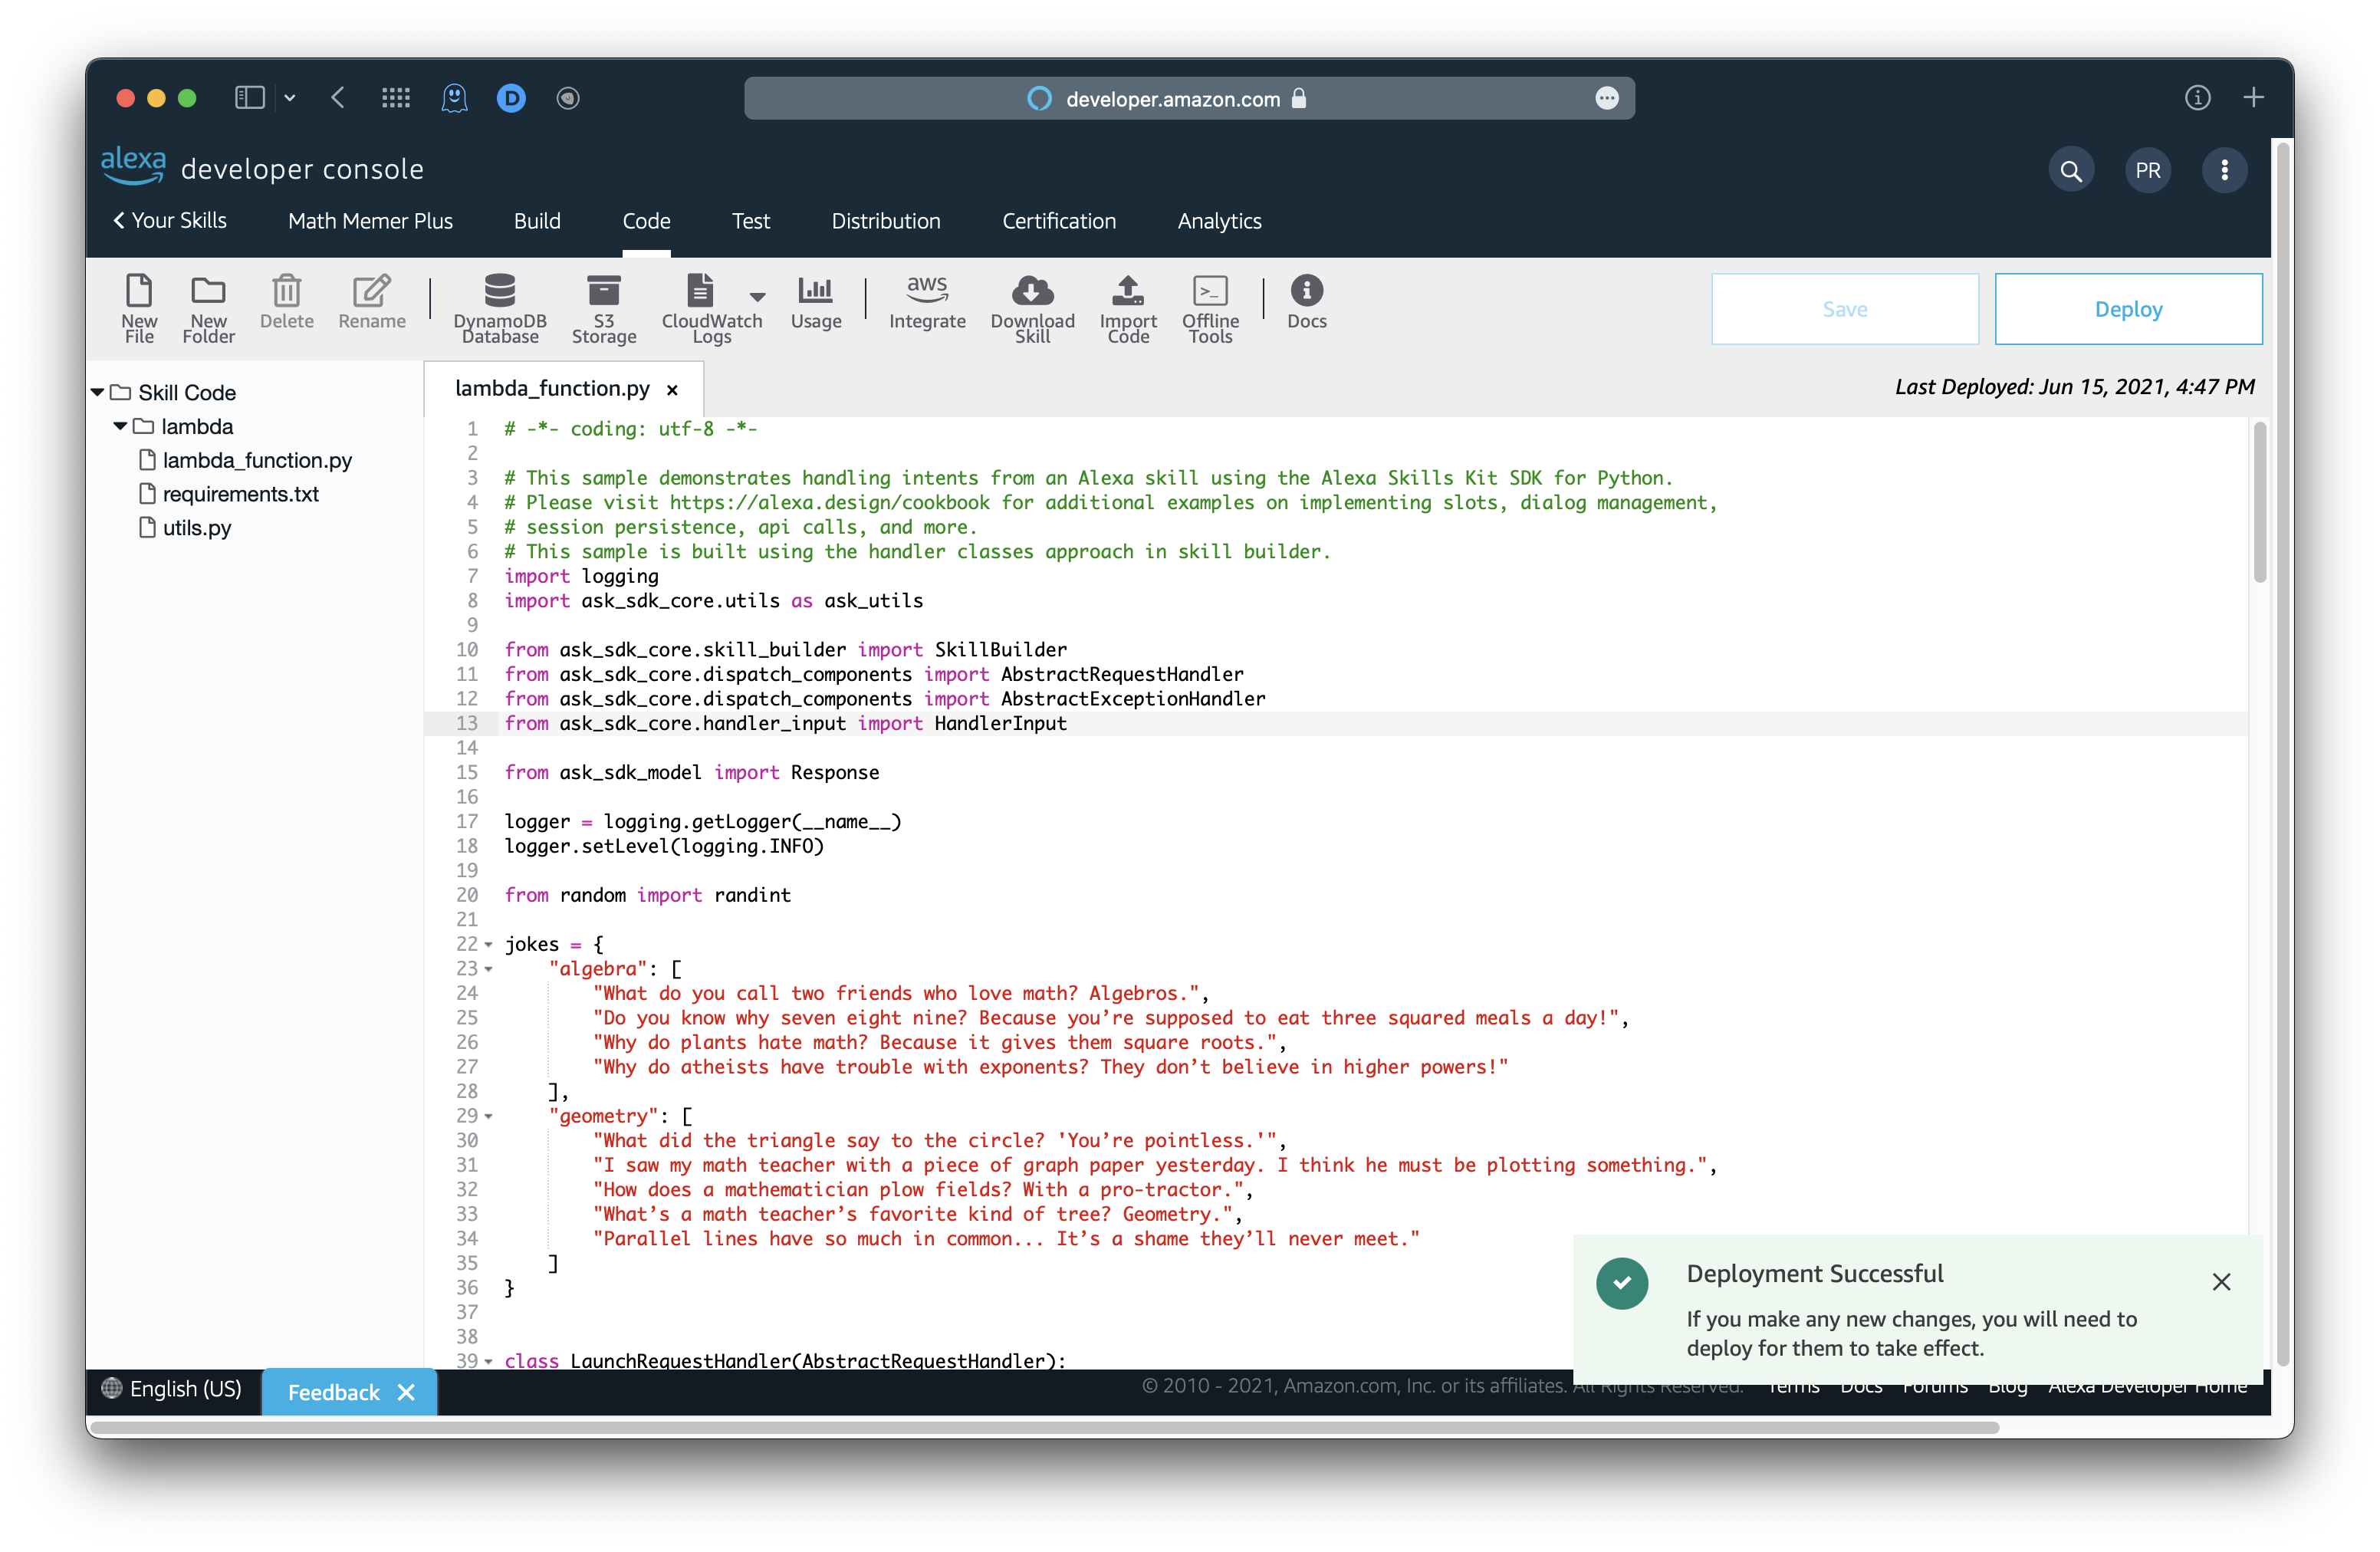 developer.amazon.com
alexa developer console
PR
Your Skills Math Memer Plus Build Code Test Distribution Certification Analytics
New File
New Folder
Delete
Rename
DynamoDB Database
S3 Storage
CloudWatch Logs
Usage
aws Integrate
Download Skill
Import Code
Offline Tools
Docs
Save
Deploy
Skill Code
lambda
lambda_function.py
requirements.txt
utils.py
lambda_function.py ×
Last Deployed: Jun 15, 2021, 4:47 PM
1 # -*- coding: utf-8 -*-
2
3 # This sample demonstrates handling intents from an Alexa skill using the Alexa Skills Kit SDK for Python.
4 # Please visit https://alexa.design/cookbook for additional examples on implementing slots, dialog management,
5 # session persistence, api calls, and more.
6 # This sample is built using the handler classes approach in skill builder.
7 import logging
8 import ask_sdk_core.utils as ask_utils
9
10 from ask_sdk_core.skill_builder import SkillBuilder
11 from ask_sdk_core.dispatch_components import AbstractRequestHandler
12 from ask_sdk_core.dispatch_components import AbstractExceptionHandler
13 from ask_sdk_core.handler_input import HandlerInput
14
15 from ask_sdk_model import Response
16
17 logger = logging.getLogger(__name__)
18 logger.setLevel(logging.INFO)
19
20 from random import randint
21
22 jokes = {
23     "algebra": [
24         "What do you call two friends who love math? Algebros.",
25         "Do you know why seven eight nine? Because you’re supposed to eat three squared meals a day!",
26         "Why do plants hate math? Because it gives them square roots.",
27         "Why do atheists have trouble with exponents? They don’t believe in higher powers!"
28     ],
29     "geometry": [
30         "What did the triangle say to the circle? 'You’re pointless.'",
31         "I saw my math teacher with a piece of graph paper yesterday. I think he must be plotting something.",
32         "How does a mathematician plow fields? With a pro-tractor.",
33         "What’s a math teacher’s favorite kind of tree? Geometry.",
34         "Parallel lines have so much in common... It’s a shame they’ll never meet."
35     ]
36 }
37
38
39 class LaunchRequestHandler(AbstractRequestHandler):
Deployment Successful
If you make any new changes, you will need to
deploy for them to take effect.
English (US)
Feedback
© 2010 - 2021, Amazon.com, Inc. or its affiliates. All Rights Reserved. Terms Docs Forums Blog Alexa Developer Home